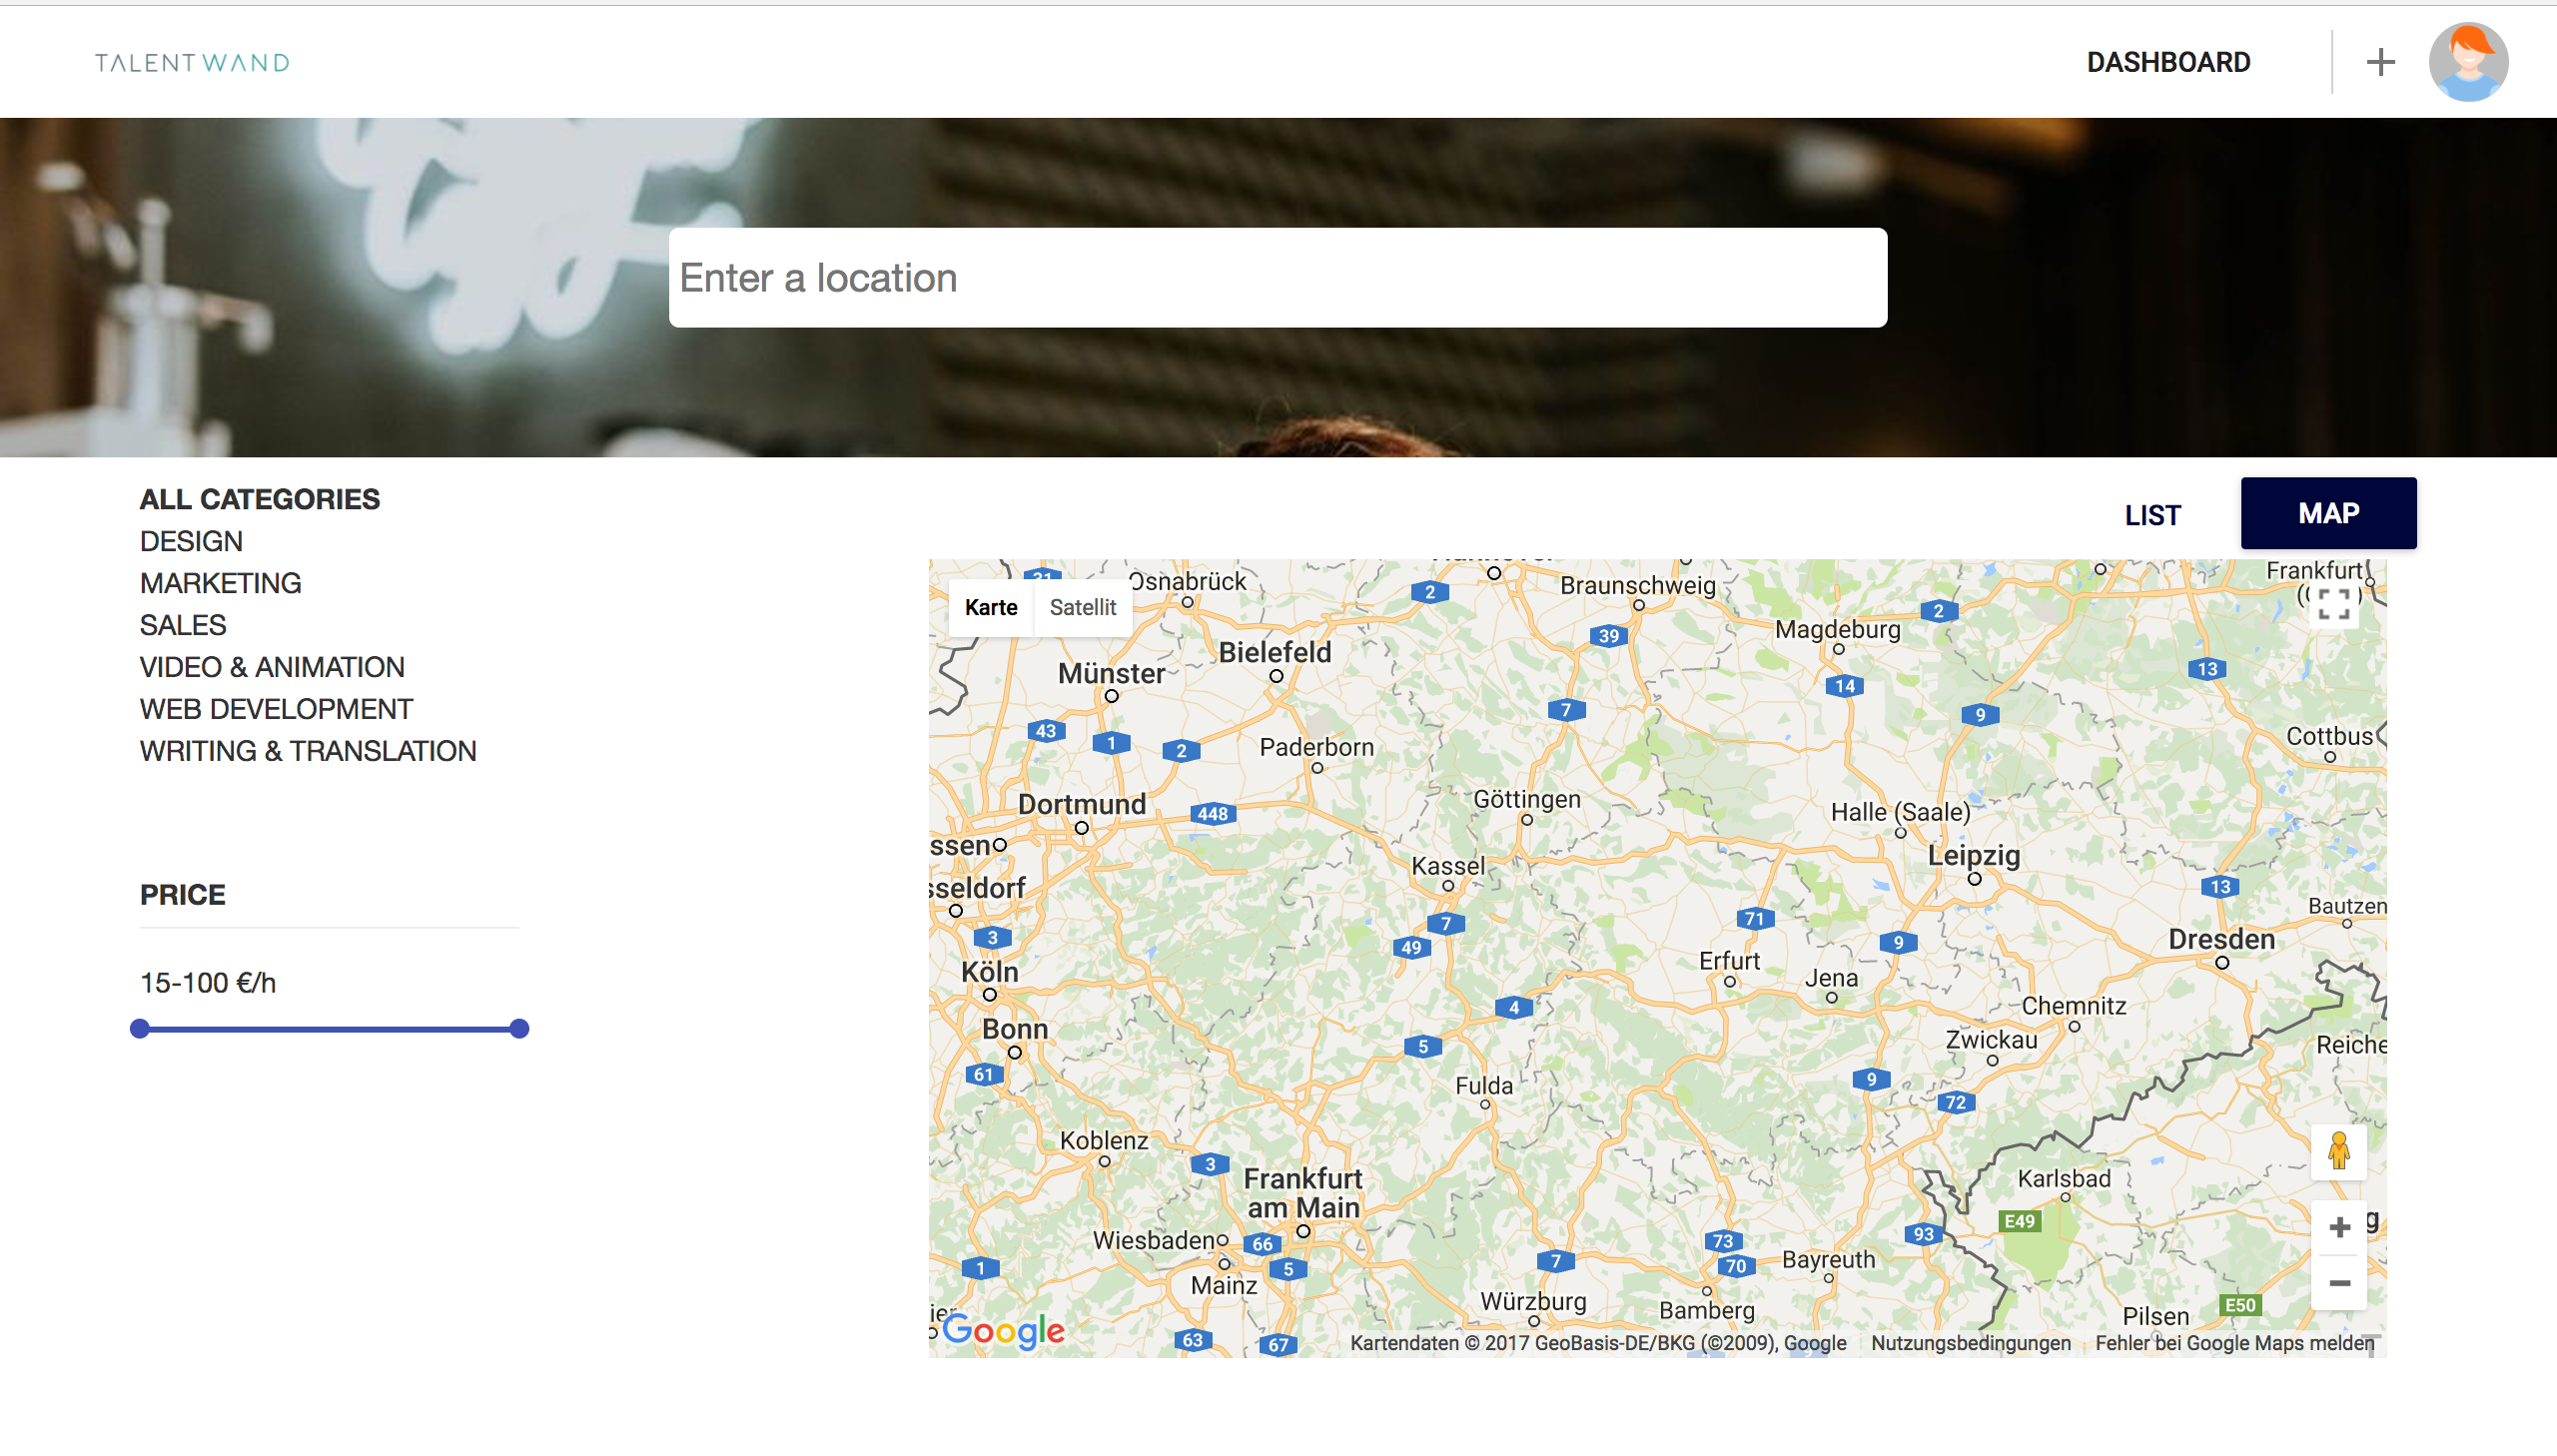 TALENTWAND
DASHBOARD
Enter a location
ALL CATEGORIES
DESIGN
MARKETING
SALES
VIDEO & ANIMATION
WEB DEVELOPMENT
WRITING & TRANSLATION
PRICE
15-100 €/h
LIST
MAP
Karte
Satellit
31
Osnabrück
2
Braunschweig
Frankfurt
39
Magdeburg
2
Bielefeld
Münster
14
13
7
9
43
1
2
Paderborn
Cottbus
Dortmund
448
Göttingen
Halle (Saale)
ssen
Kassel
Leipzig
sseldorf
13
Bautzen
3
7
49
71
9
Dresden
Köln
Erfurt
Jena
4
Chemnitz
Bonn
5
Zwickau
Reiche
61
Fulda
9
72
Koblenz
3
Frankfurt
am Main
Karlsbad
E49
Wiesbaden
66
73
93
g
1
Mainz
5
7
70
Bayreuth
Würzburg
Bamberg
Pilsen
E50
ier
Google
63
67
Kartendaten © 2017 GeoBasis-DE/BKG (©2009), Google
Nutzungsbedingungen
Fehler bei Google Maps melden